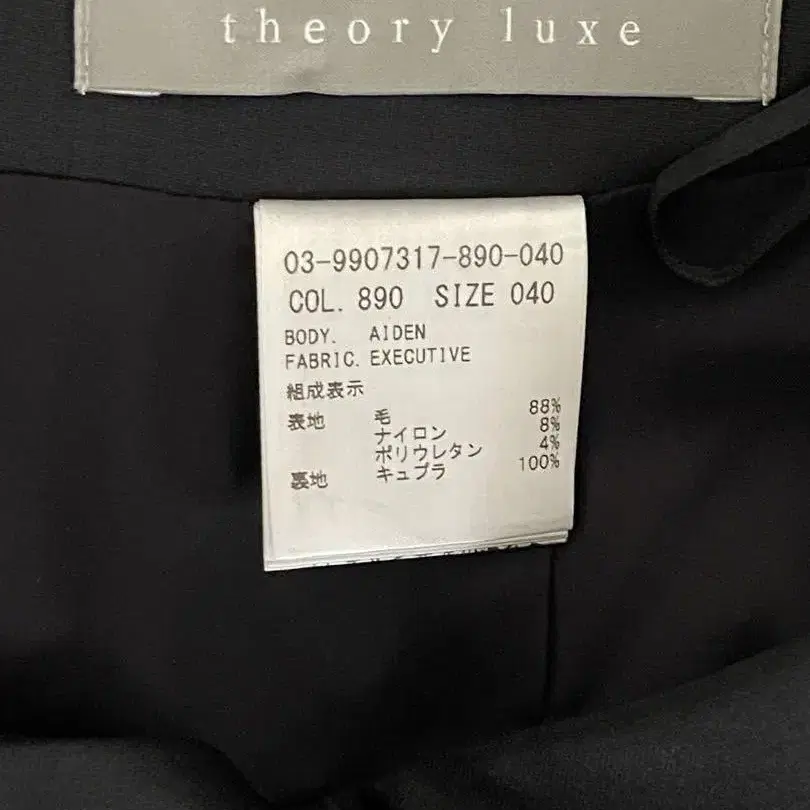 theory luxe
03-9907317-890-040
COL. 890 SIZE 040
BODY. AIDEN
FABRIC. EXECUTIVE
組成表示
表地 毛 88%
ナイロン 8%
ポリウレタン 4%
裏地 キュプラ 100%